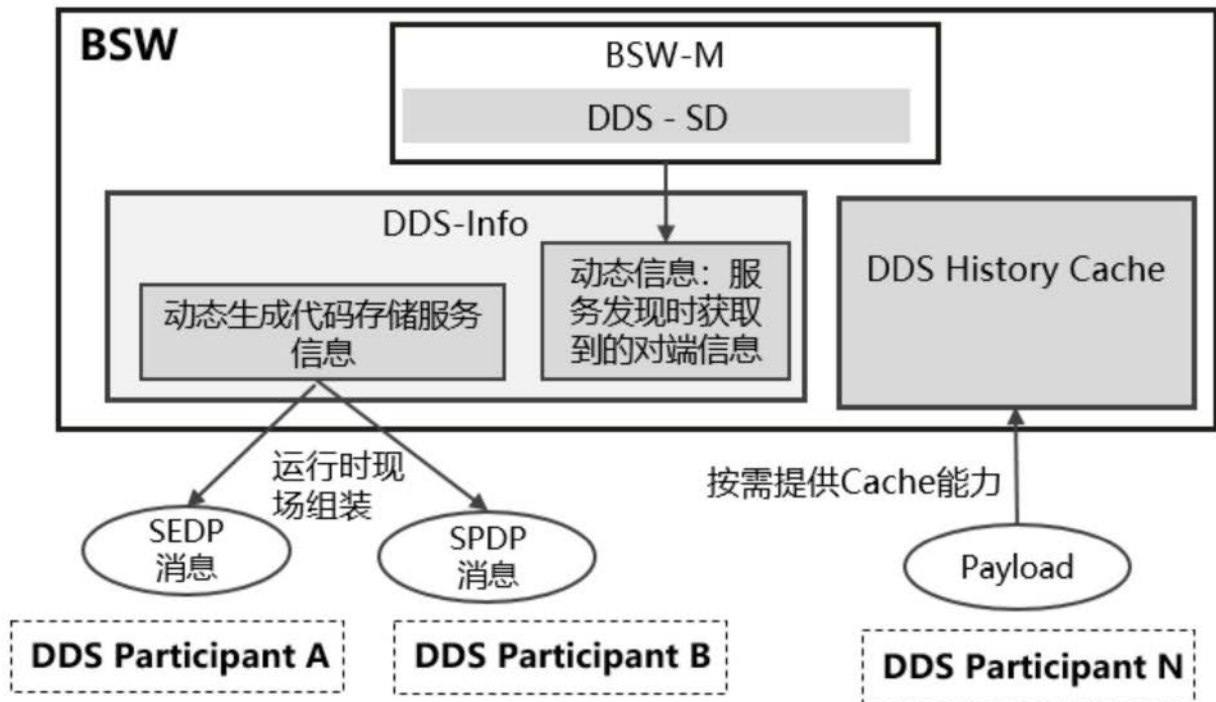 BSW
BSW-M
DDS - SD
DDS-Info
动态生成代码存储服务
信息
动态信息：服
务发现时获取
到的对端信息
DDS History Cache
运行时现
场组装
按需提供Cache能力
SEDP
消息
SPDP
消息
Payload
DDS Participant A
DDS Participant B
DDS Participant N